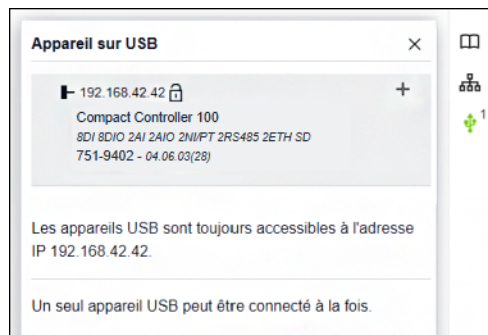 Appareil sur USB
192.168.42.42
Compact Controller 100
8DI 8DIO 2AI 2AIO 2NI/PT 2RS485 2ETH SD
751-9402 - 04.06.03(28)
1
Les appareils USB sont toujours accessibles à l'adresse
IP 192.168.42.42.
Un seul appareil USB peut être connecté à la fois.